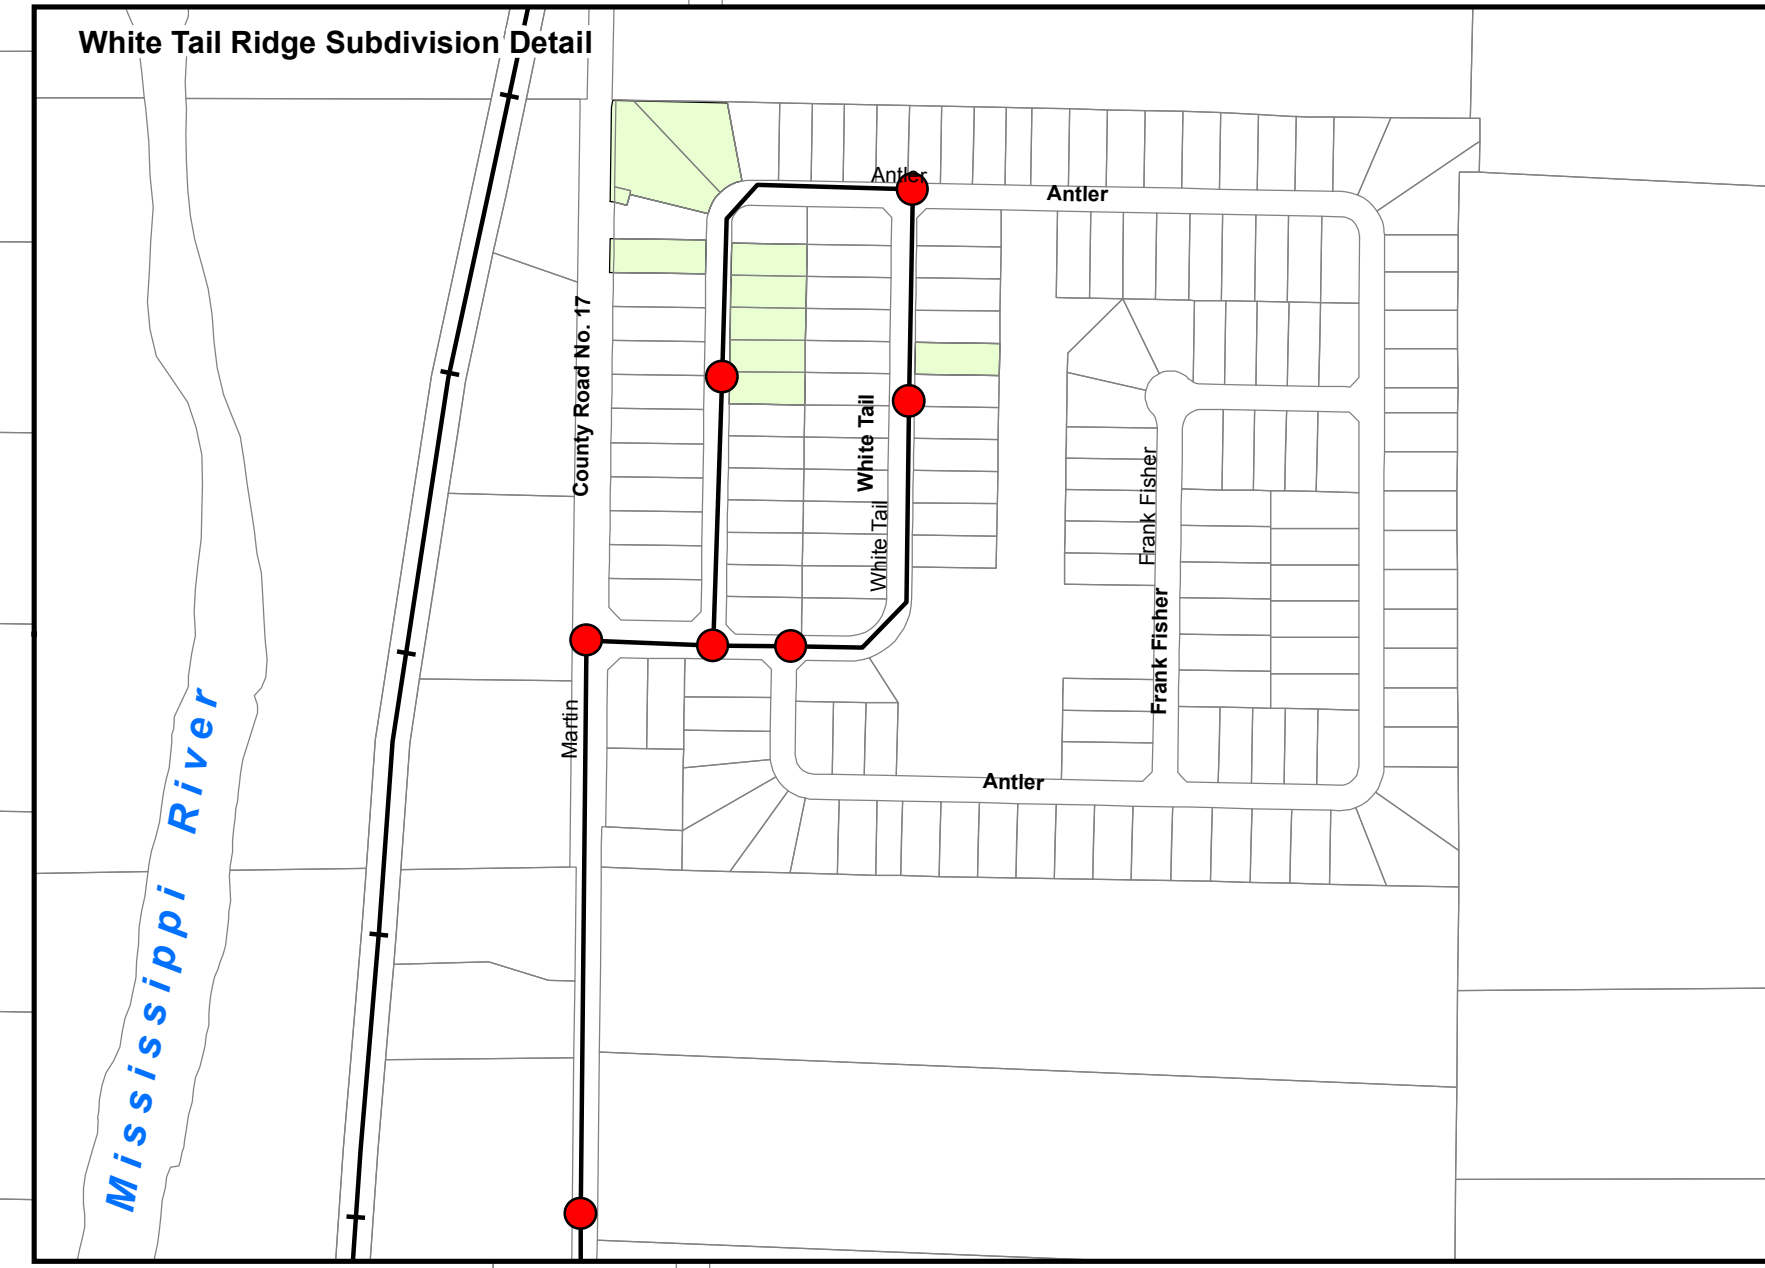 White Tail Ridge Subdivision Detail
Antler
Antler
County Road No. 17
White Tail
White Tail
Frank Fisher
Frank Fisher
Martin
Antler
Mississippi River